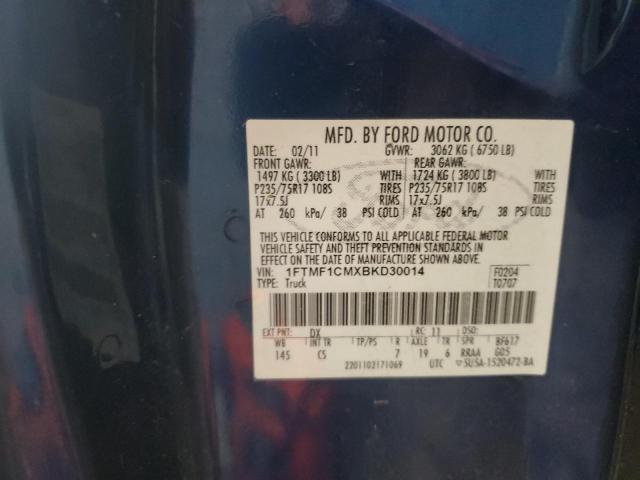 MFD. BY FORD MOTOR CO.
DATE: 02/11 GVWR: 3062 KG ( 6750 LB)
FRONT GAWR: REAR GAWR:
1497 KG ( 3300 LB) WITH 1724 KG ( 3800 LB) WITH
P235/75R17 108S TIRES P235/75R17 108S TIRES
17x7.5J RIMS 17x7.5J RIMS
AT 260 kPa/ 38 PSI COLD AT 260 kPa/ 38 PSI COLD
THIS VEHICLE CONFORMS TO ALL APPLICABLE FEDERAL MOTOR
VEHICLE SAFETY AND THEFT PREVENTION STANDARDS IN
EFFECT ON THE DATE OF MANUFACTURE SHOWN ABOVE.
VIN: 1FTMF1CMXBKD30014 F0204
TYPE: Truck T0707
EXT PNT: DX RC: 11 DSO:
WB INT TR TP/PS R AXLE TR SPR BF617
145 CS 7 19 6 RRAA G05
2201102171069 UTC ▽5USA-1520472-BA